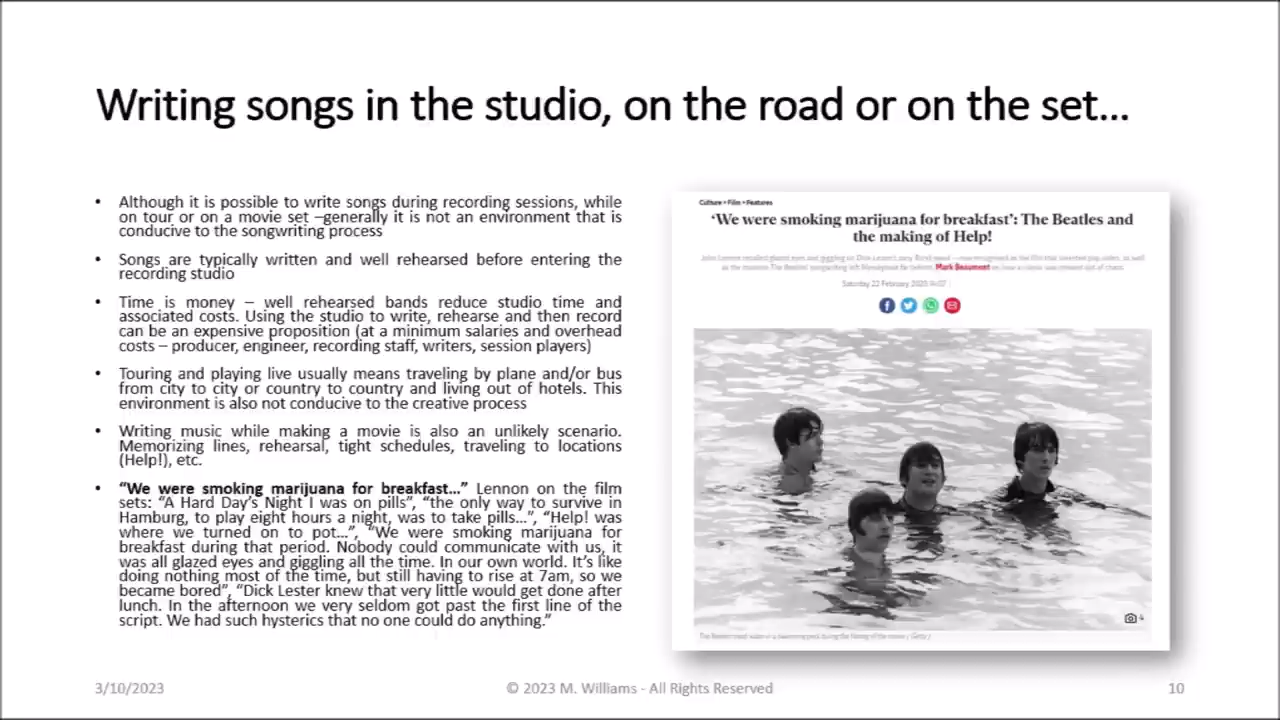 Writing songs in the studio, on the road or on the set...
• Although it is possible to write songs during recording sessions, while
on tour or on a movie set –generally it is not an environment that is
conducive to the songwriting process
• Songs are typically written and well rehearsed before entering the
recording studio
• Time is money – well rehearsed bands reduce studio time and
associated costs. Using the studio to write, rehearse and then record
can be an expensive proposition (at a minimum salaries and overhead
costs – producer, engineer, recording staff, writers, session players)
• Touring and playing live usually means traveling by plane and/or bus
from city to city or country to country and living out of hotels. This
environment is also not conducive to the creative process
• Writing music while making a movie is also an unlikely scenario.
Memorizing lines, rehearsal, tight schedules, traveling to locations
(Help!), etc.
• “We were smoking marijuana for breakfast...” Lennon on the film
sets: “A Hard Day’s Night I was on pills”, “the only way to survive in
Hamburg, to play eight hours a night, was to take pills...”, “Help! was
where we turned on to pot...”, “We were smoking marijuana for
breakfast during that period. Nobody could communicate with us, it
was all glazed eyes and giggling all the time. In our own world. It’s like
doing nothing most of the time, but still having to rise at 7am, so we
became bored”, “Dick Lester knew that very little would get done after
lunch. In the afternoon we very seldom got past the first line of the
script. We had such hysterics that no one could do anything.”
Culture • Film • Features
‘We were smoking marijuana for breakfast’: The Beatles and
the making of Help!
Mark Beaumont
Saturday 22 February 2020
3/10/2023
© 2023 M. Williams - All Rights Reserved
10